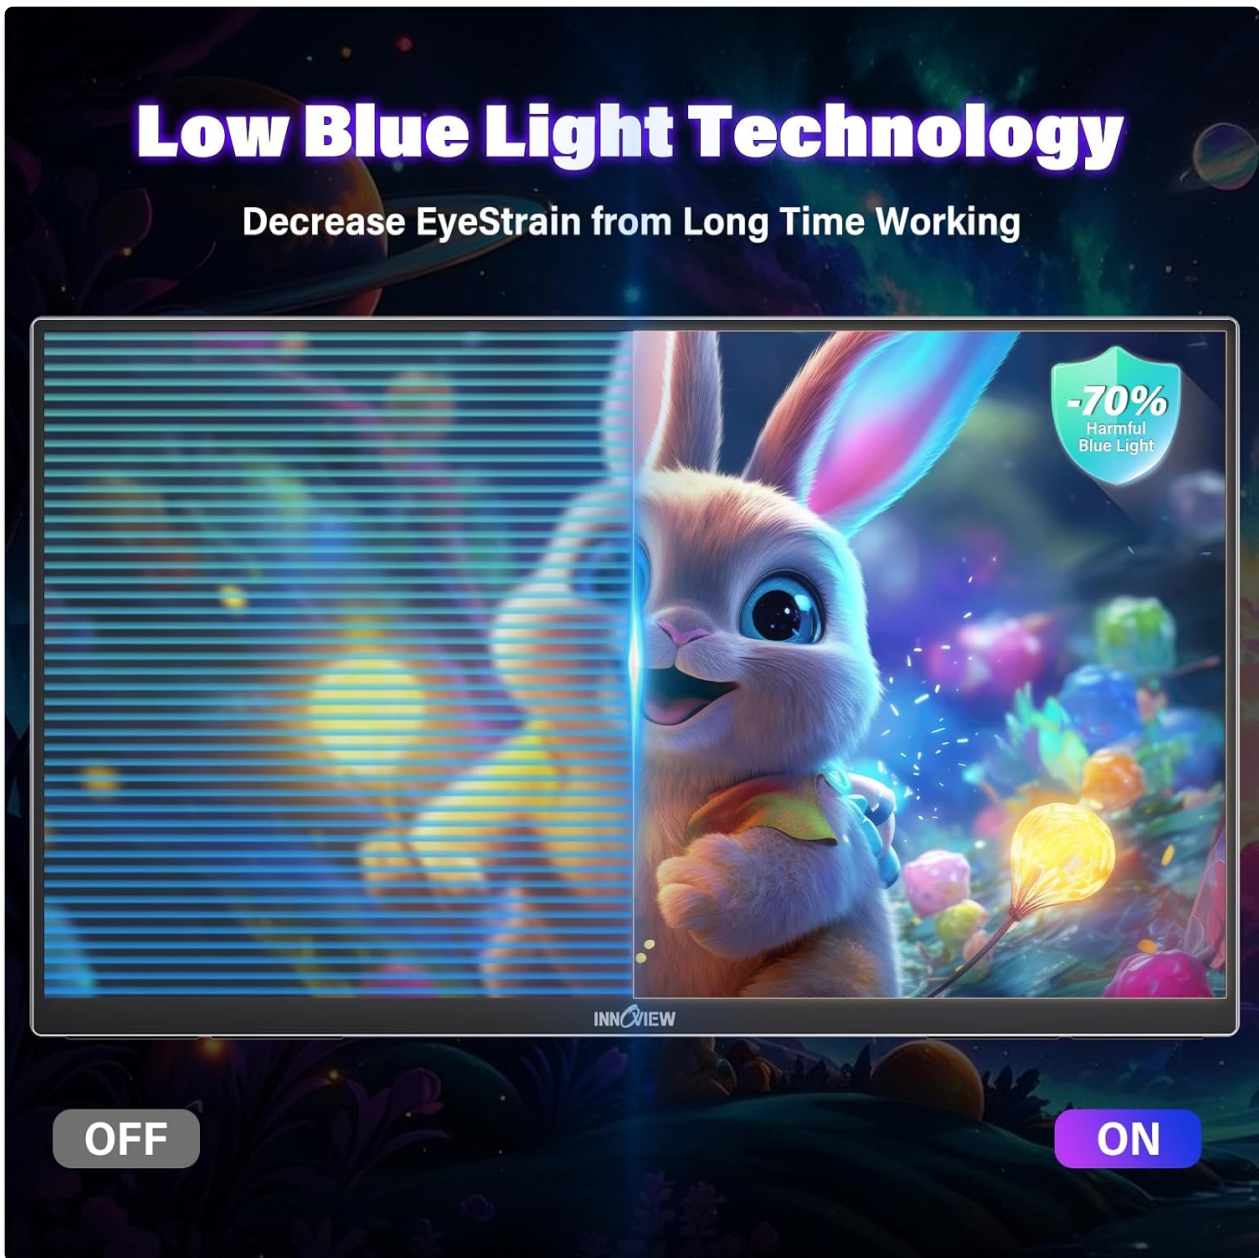 Low Blue Light Technology
Decrease EyeStrain from Long Time Working
-70%
Harmful
Blue Light
INNOVIEW
OFF
ON